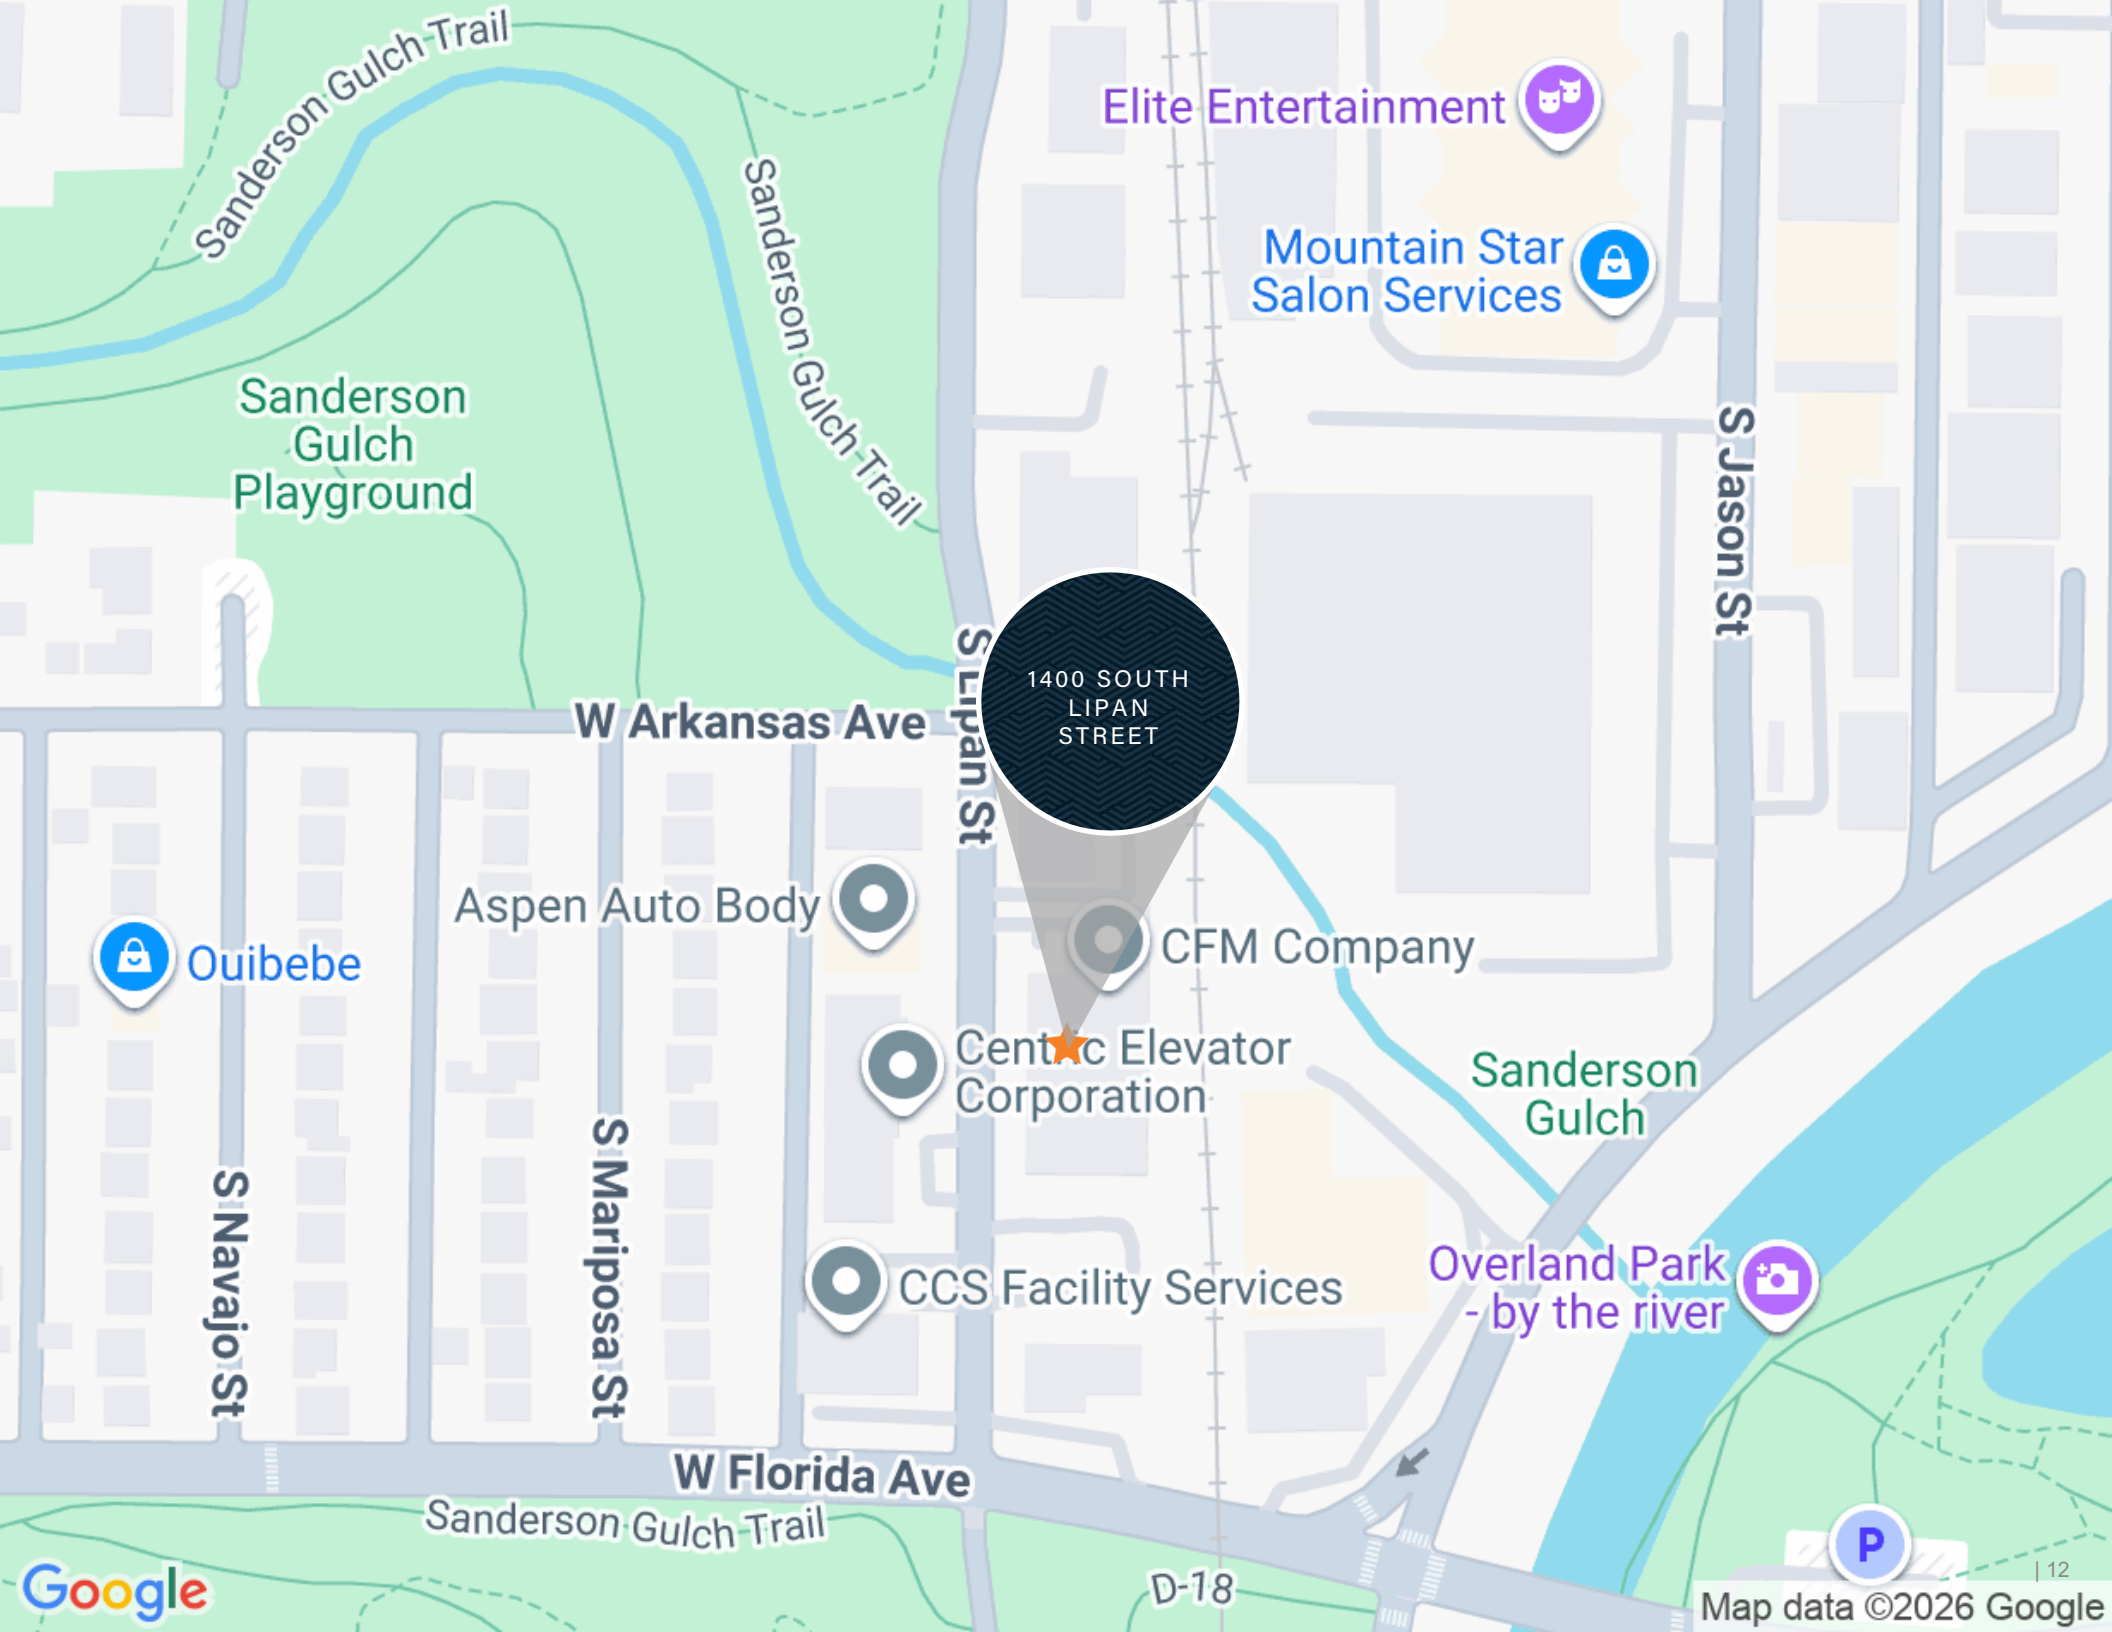 Sanderson Gulch Trail
Elite Entertainment
Sanderson Gulch Trail
Mountain Star
Salon Services
Sanderson
Gulch
Playground
S Jason St
S Lipan St
1400 SOUTH
LIPAN
STREET
W Arkansas Ave
Aspen Auto Body
CFM Company
Ouibebe
Centric Elevator
Corporation
Sanderson
Gulch
S Navajo St
S Mariposa St
CCS Facility Services
Overland Park
- by the river
W Florida Ave
Sanderson Gulch Trail
D-18
P
| 12
Google
Map data ©2026 Google